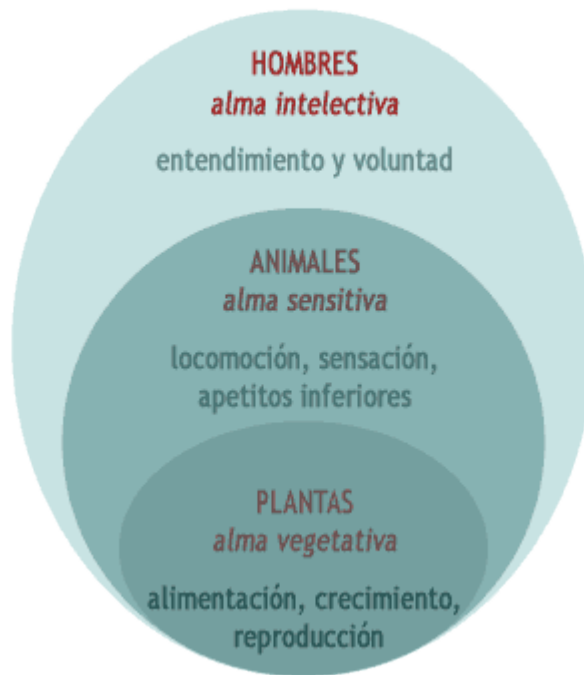 HOMBRES
alma intelectiva
entendimiento y voluntad
ANIMALES
alma sensitiva
locomoción, sensación,
apetitos inferiores
PLANTAS
alma vegetativa
alimentación, crecimiento,
reproducción